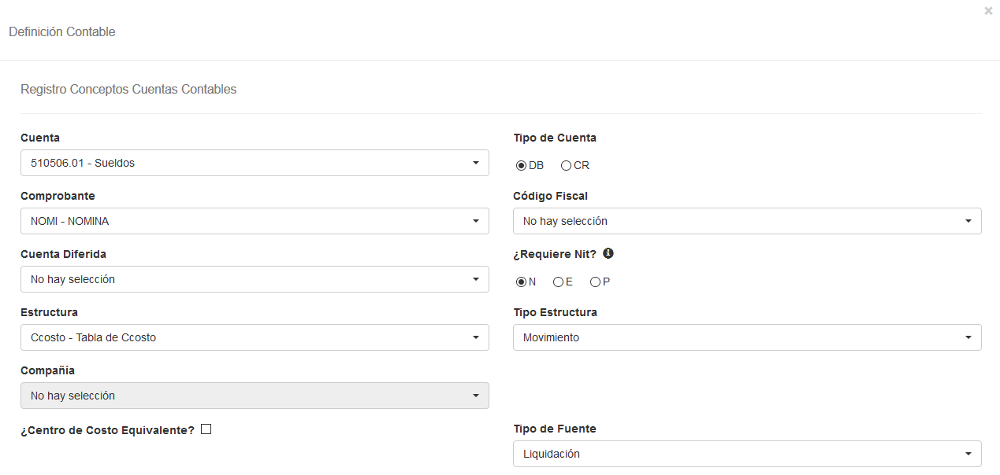 ×
Definición Contable
Registro Conceptos Cuentas Contables
Cuenta
510506.01 - Sueldos
Tipo de Cuenta
DB CR
Comprobante
NOMI - NOMINA
Código Fiscal
No hay selección
Cuenta Diferida
No hay selección
¿Requiere Nit?
N E P
Estructura
Ccosto - Tabla de Ccosto
Tipo Estructura
Movimiento
Compañía
No hay selección
¿Centro de Costo Equivalente?
Tipo de Fuente
Liquidación